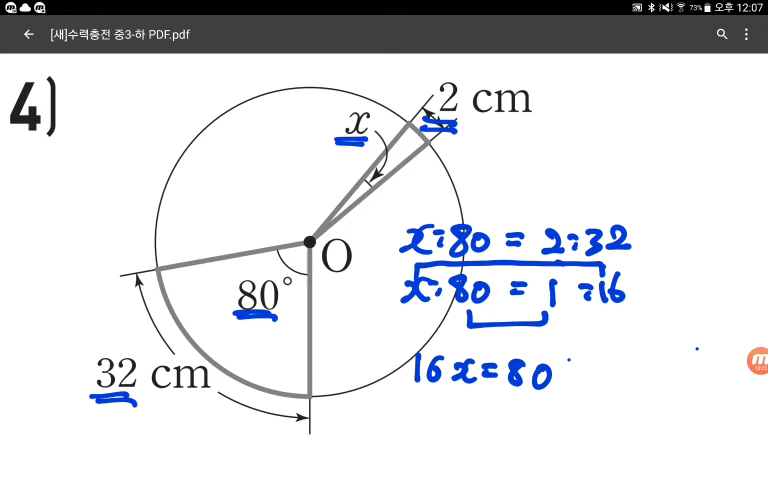 73% 오후 12:07
[새]수력충전 중3-하 PDF.pdf
4)
2 cm
x
O
80°
32 cm
x:80 = 2:32
x:80 = 1:16
16x=80